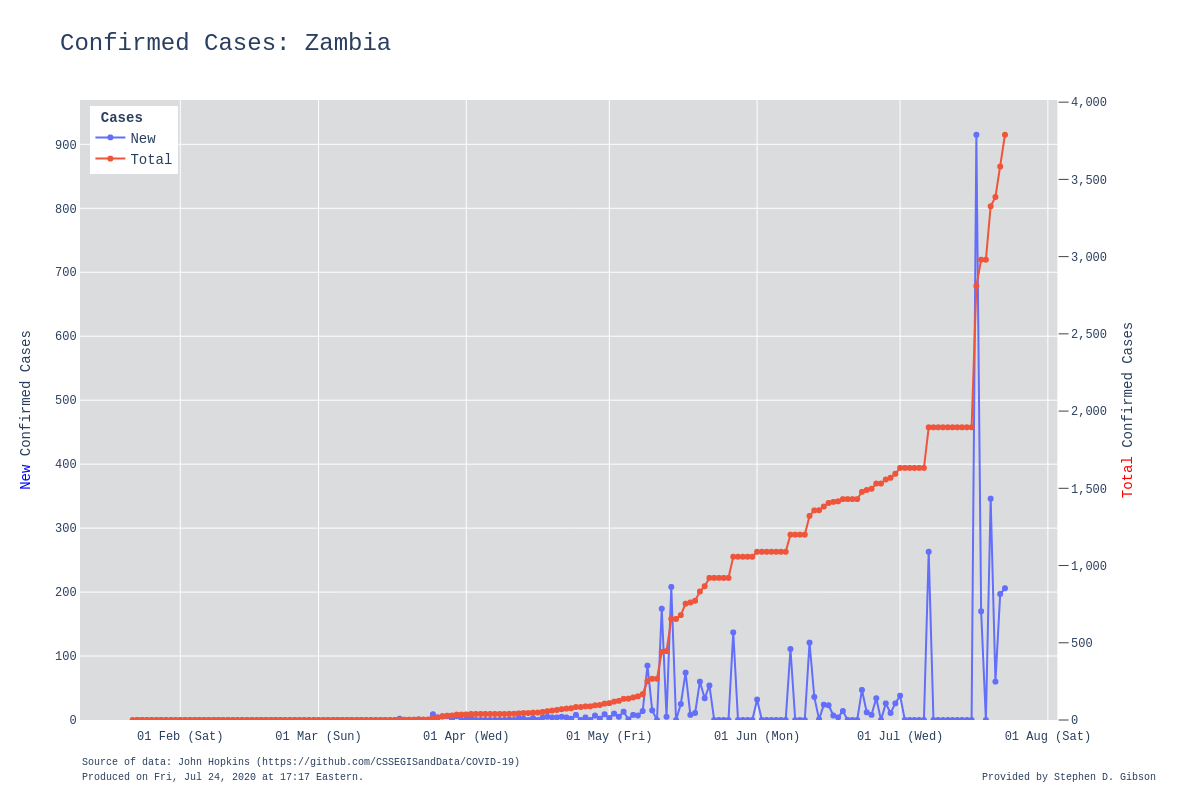 Confirmed Cases: Zambia
Cases
New
Total
900
800
700
600
500
400
300
200
100
0
New Confirmed Cases
4,000
3,500
3,000
2,500
2,000
1,500
1,000
500
0
Total Confirmed Cases
01 Feb (Sat)
01 Mar (Sun)
01 Apr (Wed)
01 May (Fri)
01 Jun (Mon)
01 Jul (Wed)
01 Aug (Sat)
Source of data: John Hopkins (https://github.com/CSSEGISandData/COVID-19)
Produced on Fri, Jul 24, 2020 at 17:17 Eastern.
Provided by Stephen D. Gibson